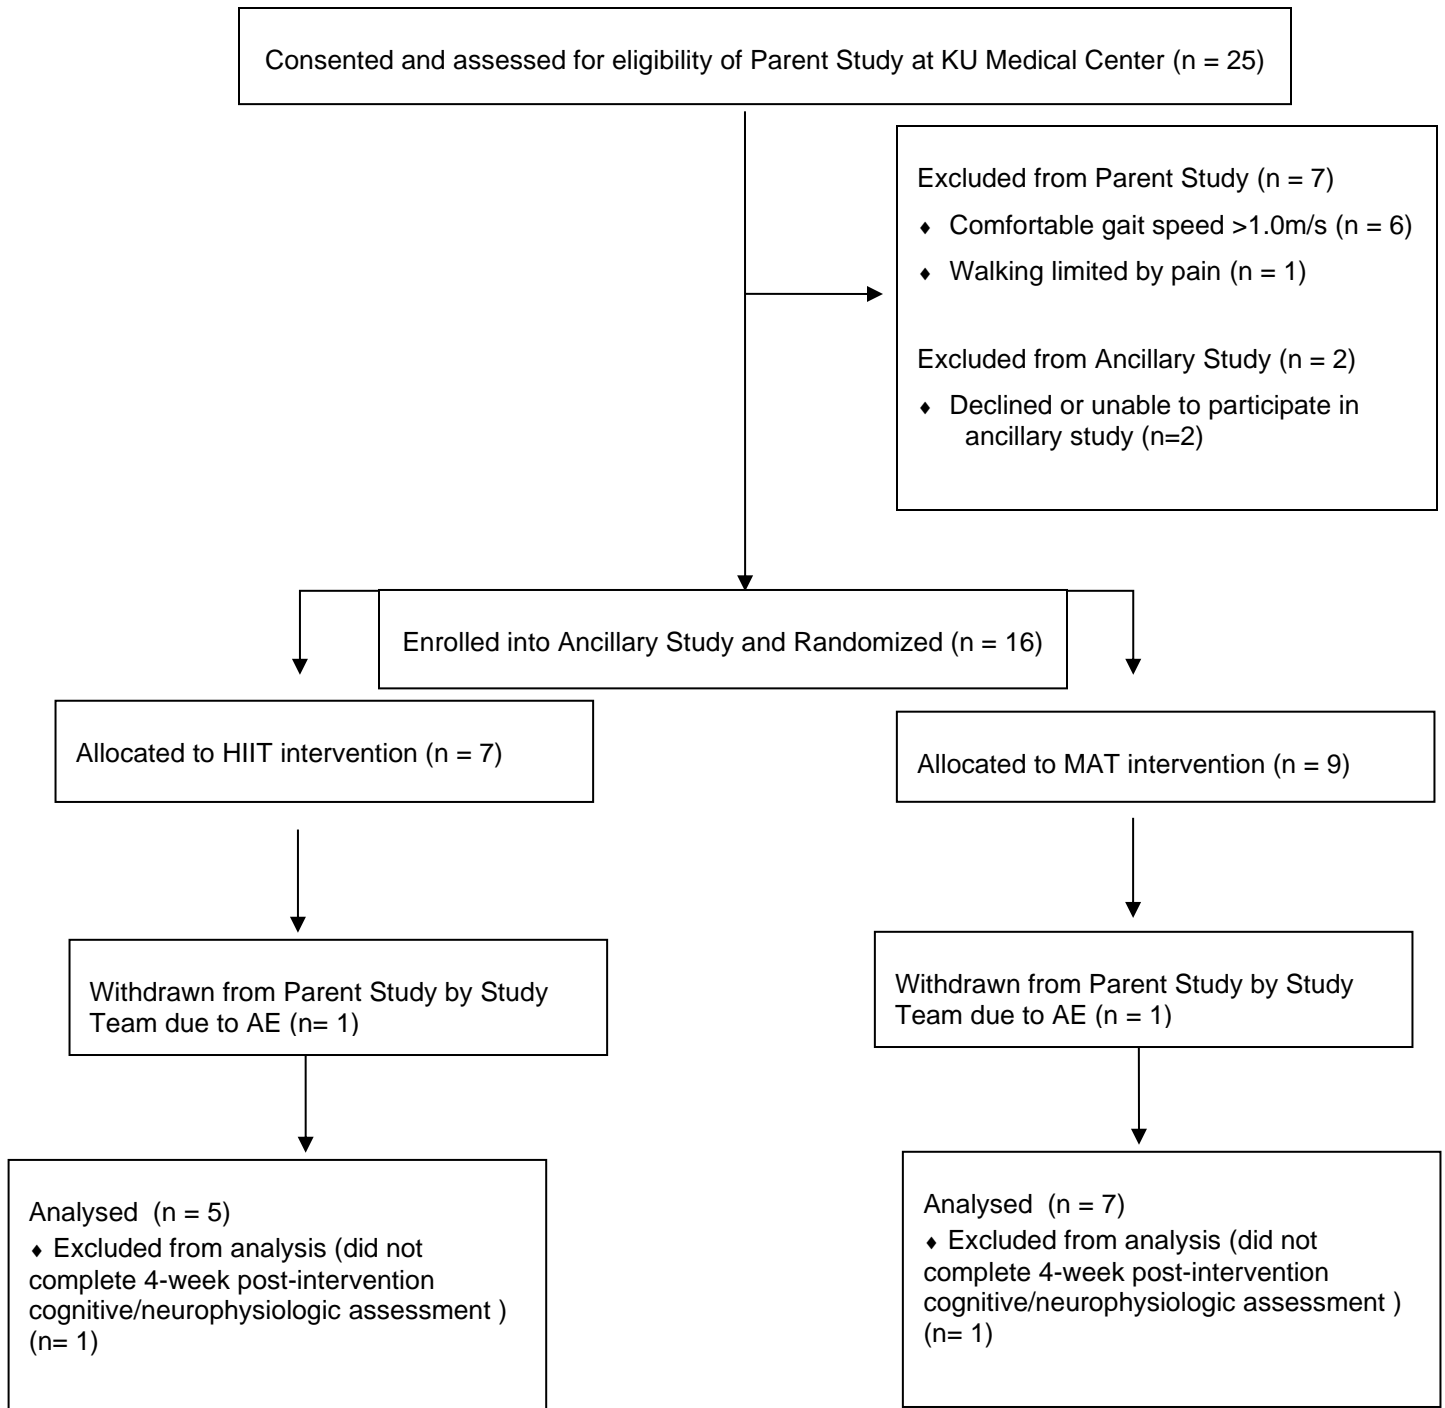 Consented and assessed for eligibility of Parent Study at KU Medical Center (n = 25)
Excluded from Parent Study (n = 7)
♦ Comfortable gait speed >1.0m/s (n = 6)
♦ Walking limited by pain (n = 1)
Excluded from Ancillary Study (n = 2)
♦ Declined or unable to participate in
ancillary study (n=2)
Enrolled into Ancillary Study and Randomized (n = 16)
Allocated to HIIT intervention (n = 7)
Allocated to MAT intervention (n = 9)
Withdrawn from Parent Study by Study
Team due to AE (n= 1)
Withdrawn from Parent Study by Study
Team due to AE (n = 1)
Analysed (n = 5)
♦ Excluded from analysis (did not
complete 4-week post-intervention
cognitive/neurophysiologic assessment )
(n= 1)
Analysed (n = 7)
♦ Excluded from analysis (did not
complete 4-week post-intervention
cognitive/neurophysiologic assessment )
(n= 1)